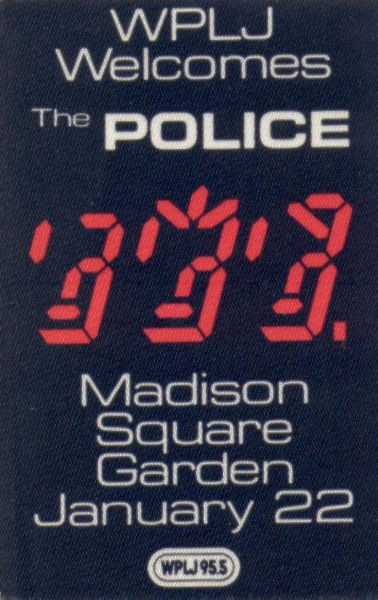 WPLJ
Welcomes
The POLICE
Madison
Square
Garden
January 22
WPLJ 95.5